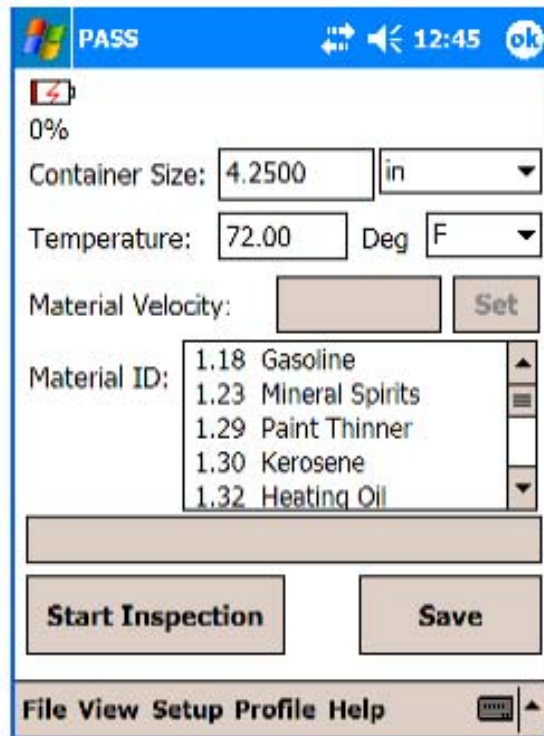 PASS 12:45 ok
0%
Container Size: 4.2500 in
Temperature: 72.00 Deg F
Material Velocity: Set
Material ID:
1.18 Gasoline
1.23 Mineral Spirits
1.29 Paint Thinner
1.30 Kerosene
1.32 Heating Oil
Start Inspection Save
File View Setup Profile Help